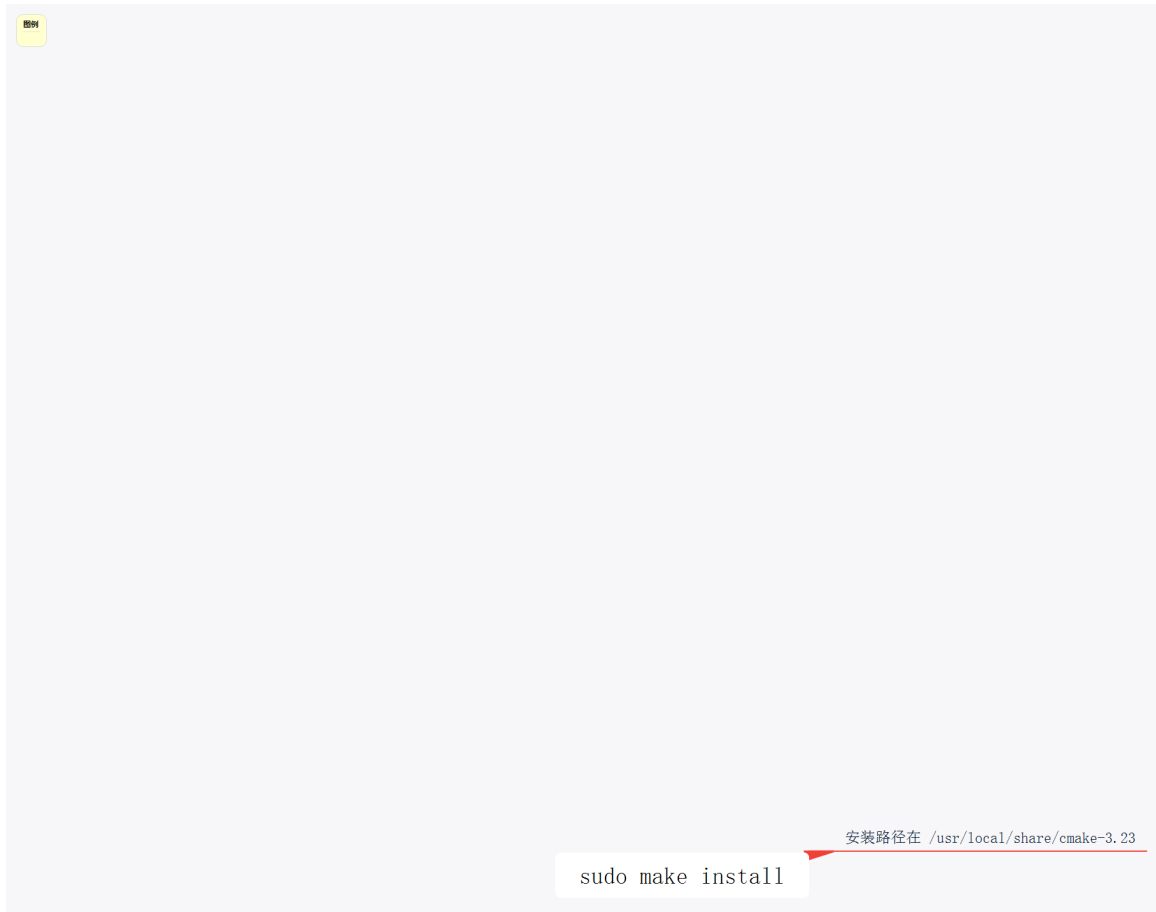 图例
安装路径在 /usr/local/share/cmake-3.23
sudo make install